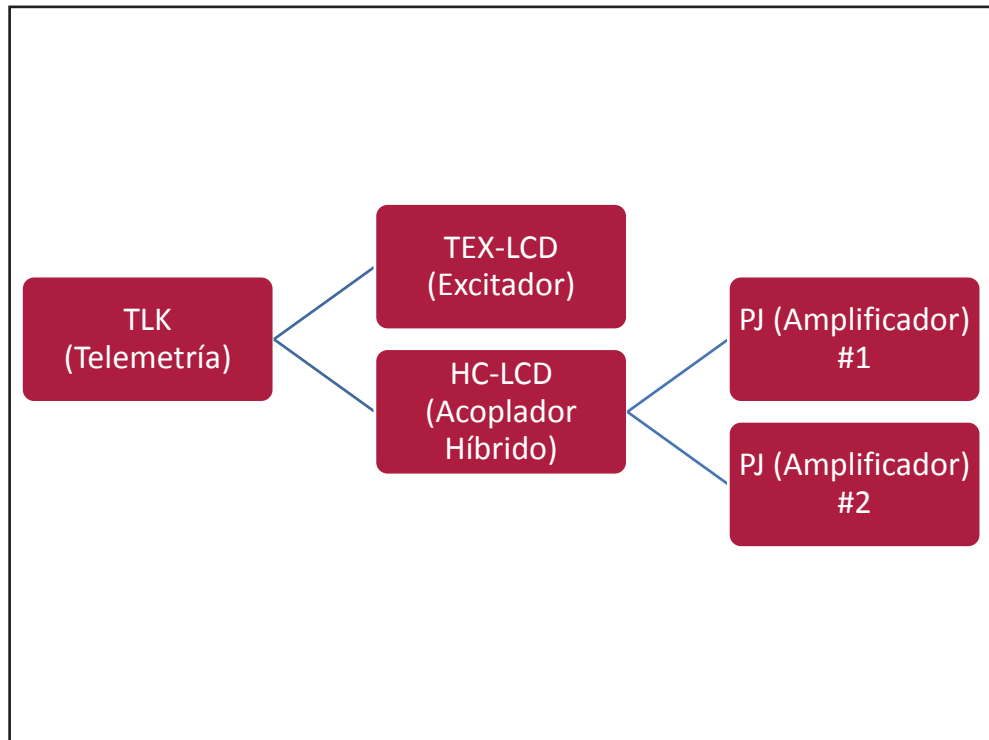 TLK
(Telemetría)
TEX-LCD
(Excitador)
HC-LCD
(Acoplador
Híbrido)
PJ (Amplificador)
#1
PJ (Amplificador)
#2